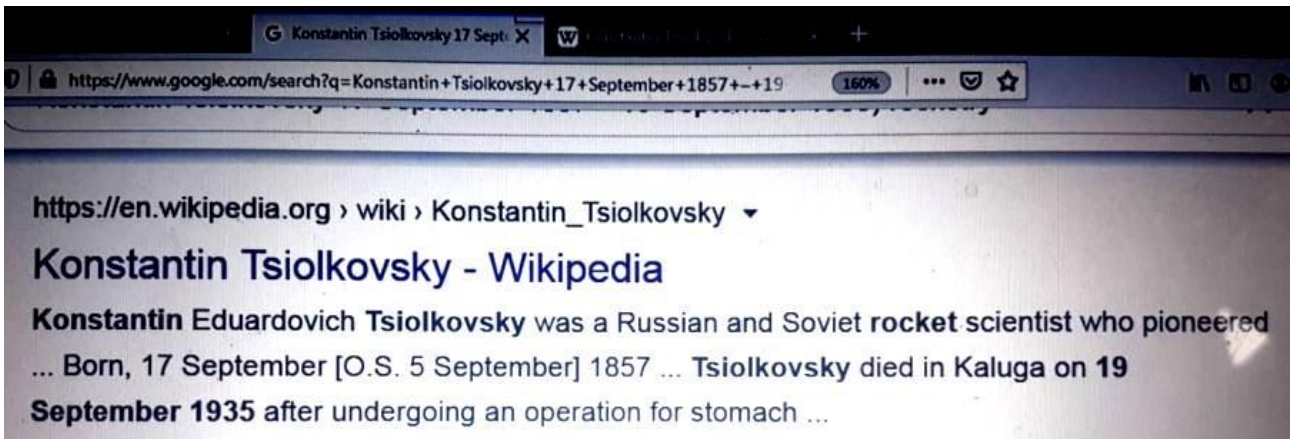 G Konstantin Tsiolkovsky 17 Septe
W
https://www.google.com/search?q=Konstantin+Tsiolkovsky+17+September+1857+-+19 160%
https://en.wikipedia.org › wiki › Konstantin_Tsiolkovsky
Konstantin Tsiolkovsky - Wikipedia
Konstantin Eduardovich Tsiolkovsky was a Russian and Soviet rocket scientist who pioneered
... Born, 17 September [O.S. 5 September] 1857 ... Tsiolkovsky died in Kaluga on 19
September 1935 after undergoing an operation for stomach ...